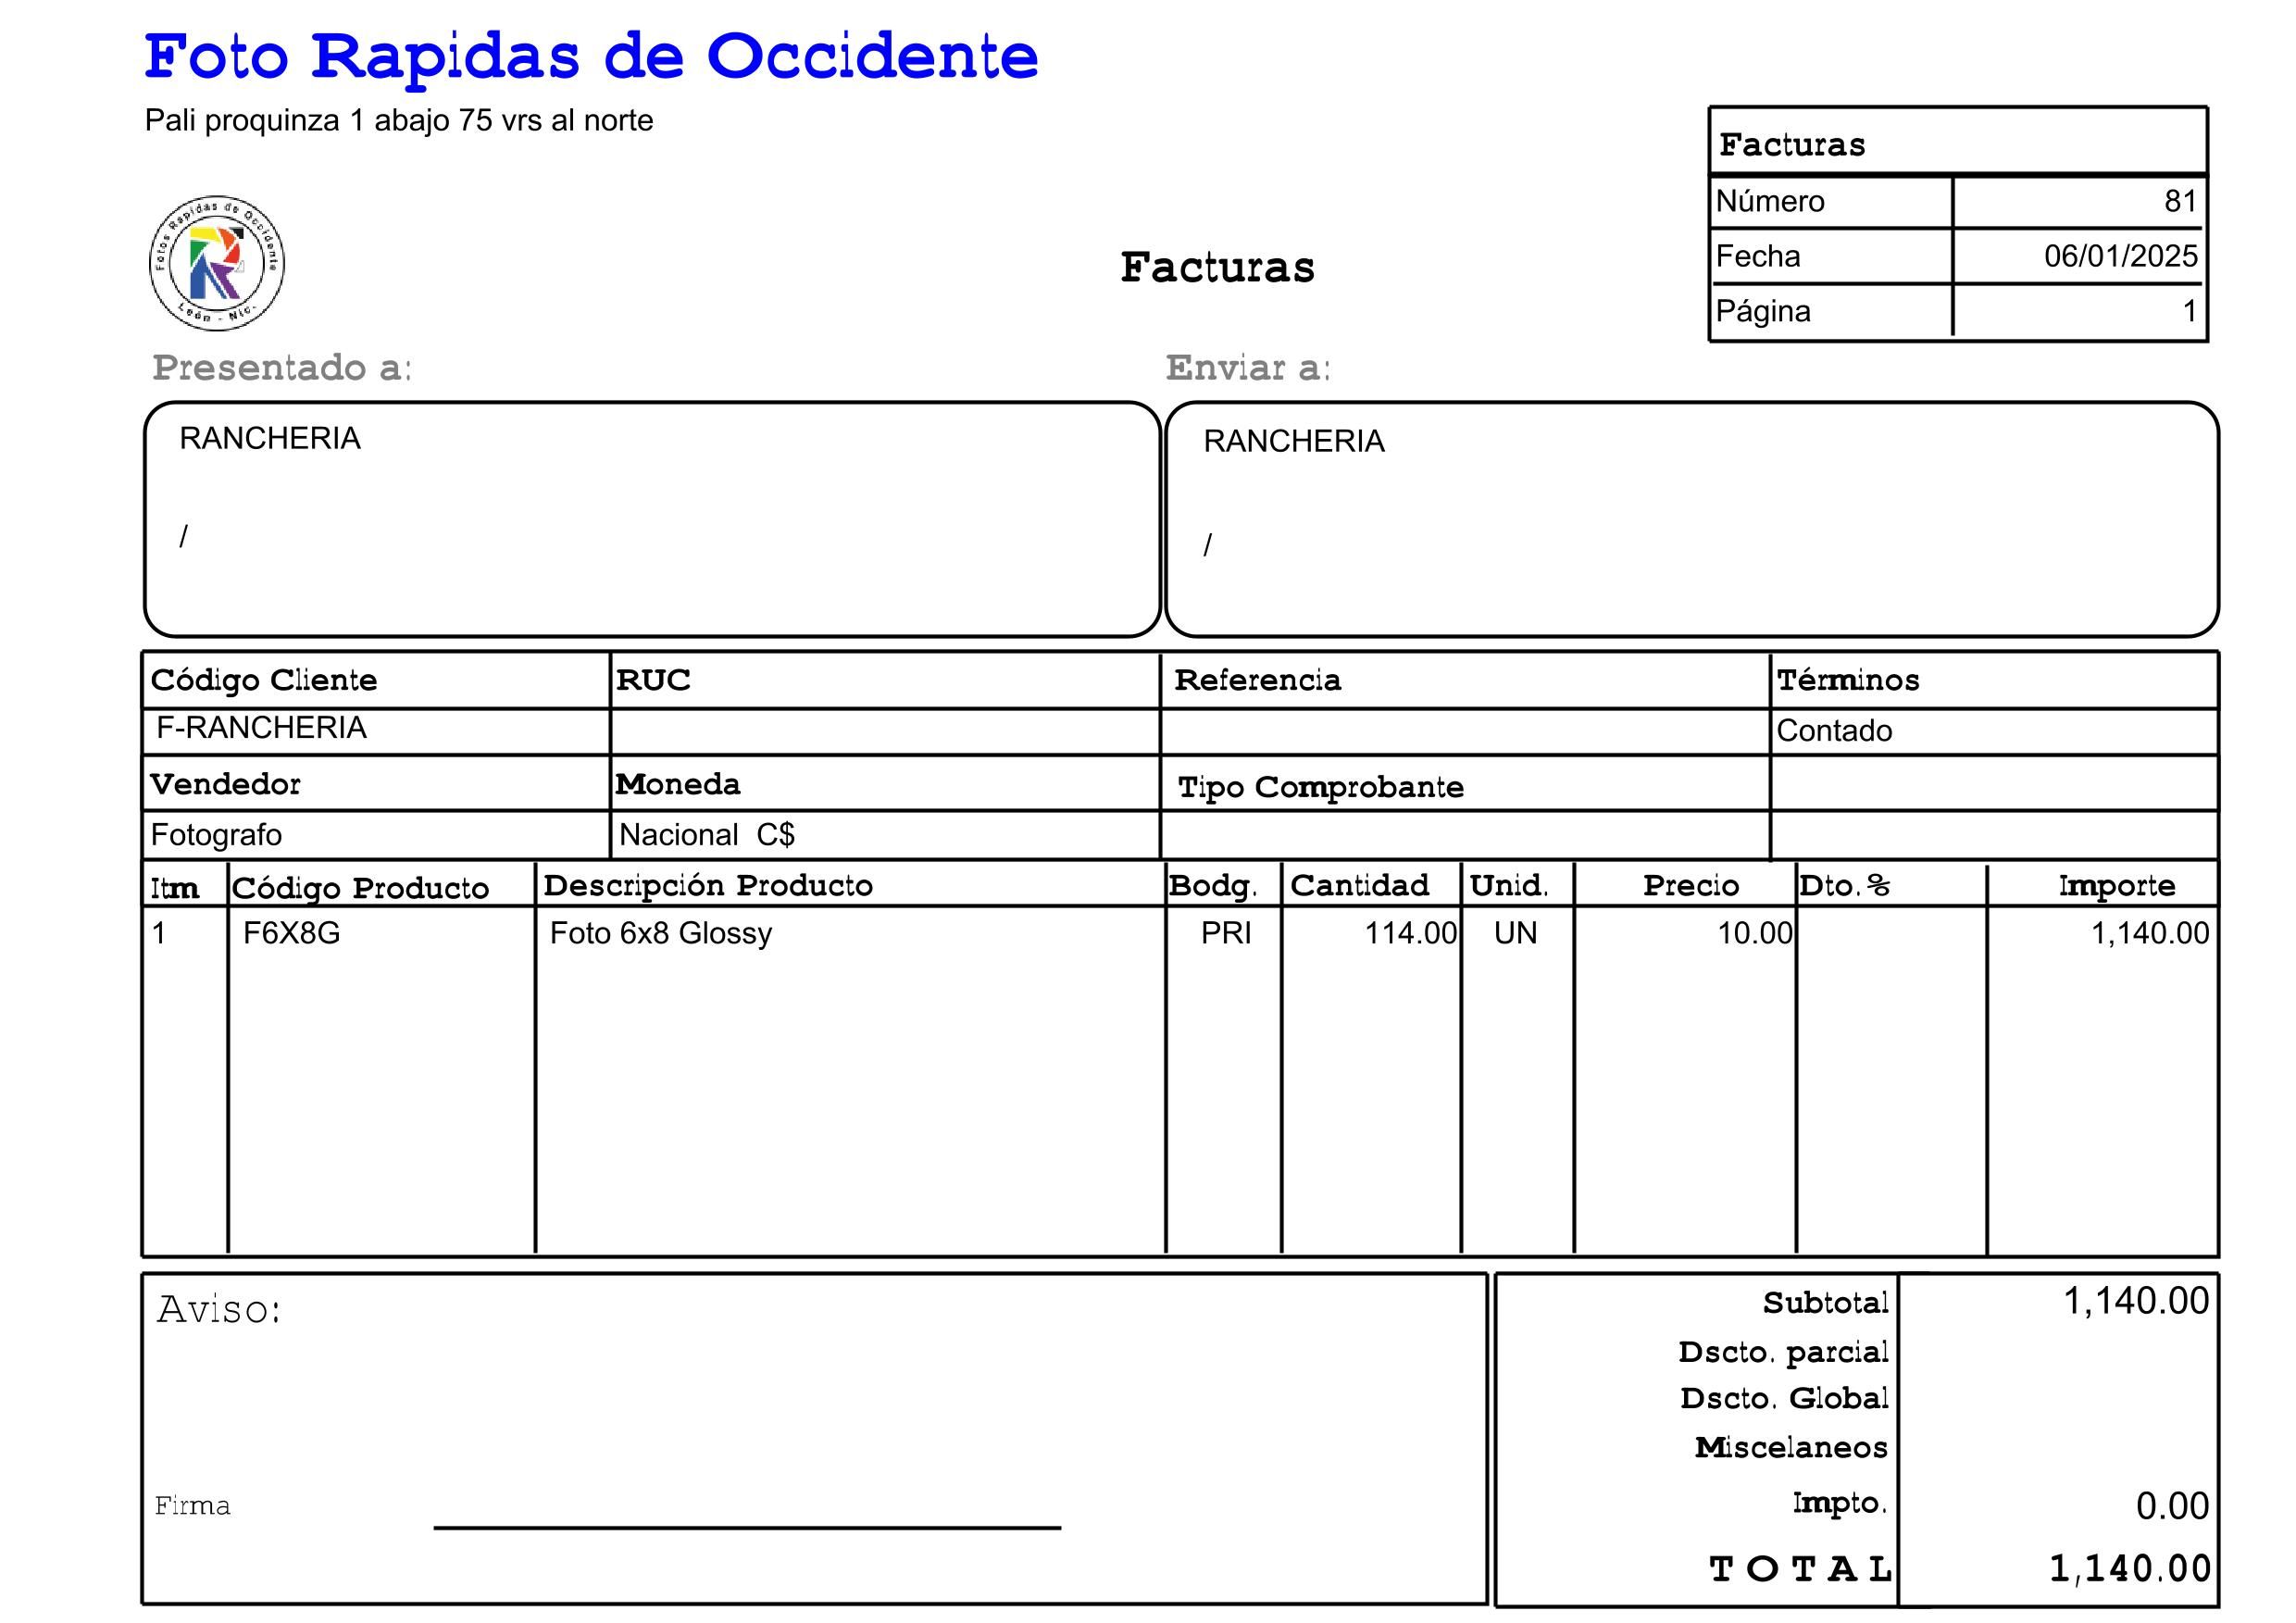 Foto Rapidas de Occidente
Pali proquinza 1 abajo 75 vrs al norte
Fotos Rapidas de Occidente
León - Nic.
Facturas
Facturas
Número 81
Fecha 06/01/2025
Página 1
Presentado a: Enviar a:
RANCHERIA RANCHERIA
/ /
Código Cliente RUC Referencia Términos
F-RANCHERIA Contado
Vendedor Moneda Tipo Comprobante
Fotografo Nacional C$
Itm Código Producto Descripción Producto Bodg. Cantidad Unid. Precio Dto.% Importe
1 F6X8G Foto 6x8 Glossy PRI 114.00 UN 10.00 1,140.00
Aviso:
Firma
Subtotal 1,140.00
Dscto. parcial
Dscto. Global
Miscelaneos
Impto. 0.00
TOTAL 1,140.00